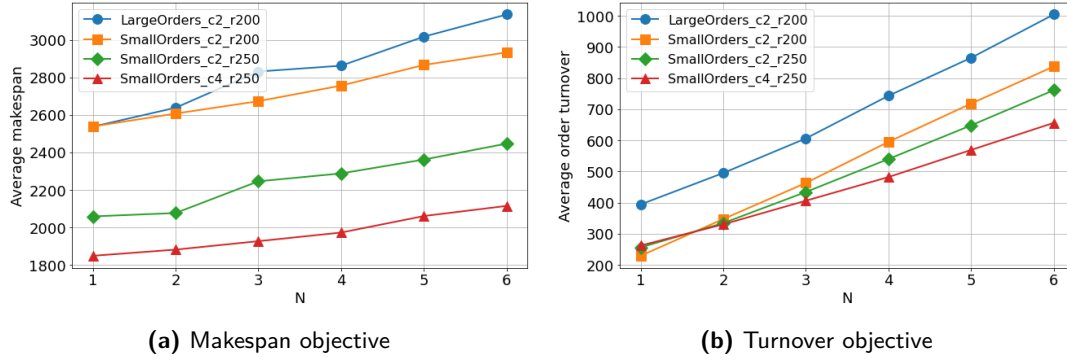 LargeOrders_c2_r200
SmallOrders_c2_r200
SmallOrders_c2_r250
SmallOrders_c4_r250
Average makespan
3000
2800
2600
2400
2200
2000
1800
1 2 3 4 5 6
N
(a) Makespan objective
LargeOrders_c2_r200
SmallOrders_c2_r200
SmallOrders_c2_r250
SmallOrders_c4_r250
Average order turnover
1000
900
800
700
600
500
400
300
200
1 2 3 4 5 6
N
(b) Turnover objective